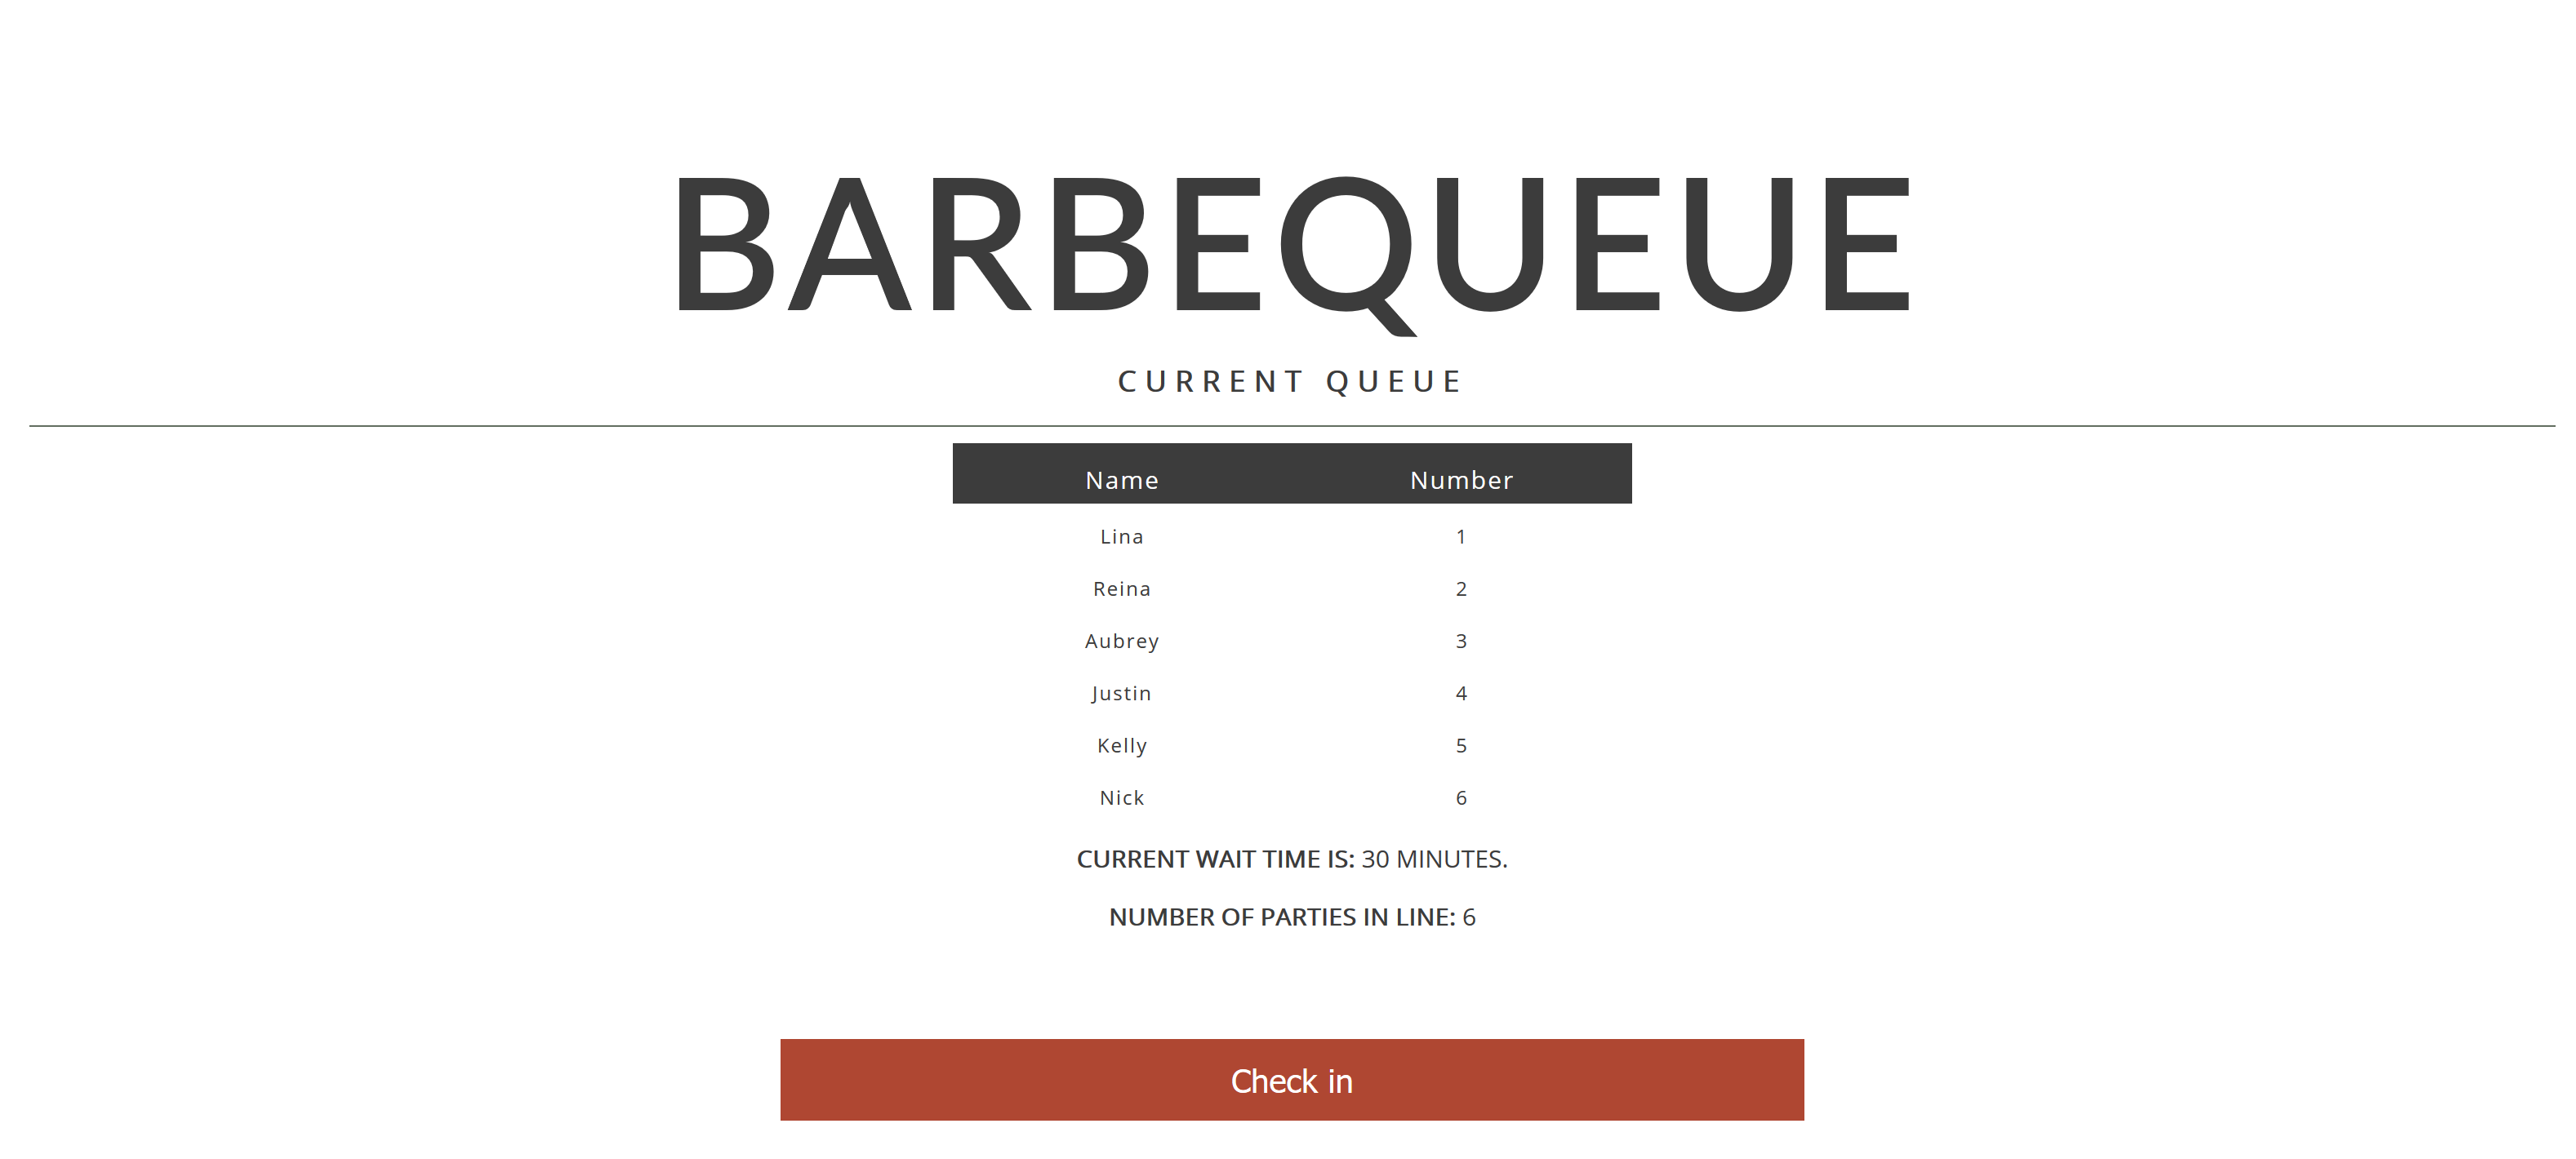 BARBEQUEUE
CURRENT QUEUE
Name Number
Lina 1
Reina 2
Aubrey 3
Justin 4
Kelly 5
Nick 6
CURRENT WAIT TIME IS: 30 MINUTES.
NUMBER OF PARTIES IN LINE: 6
Check in